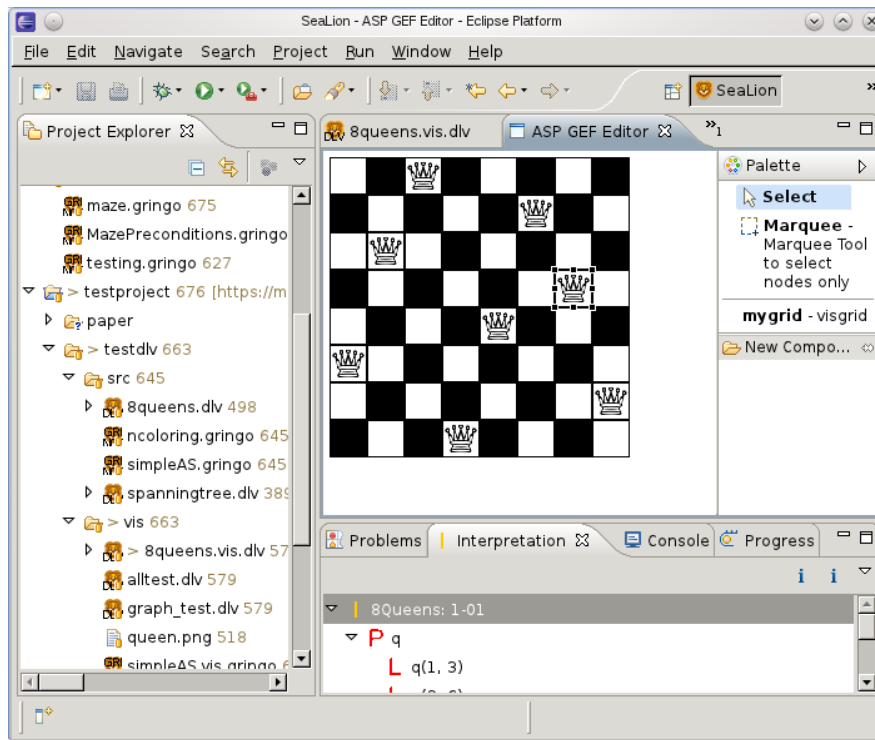 SeaLion - ASP GEF Editor - Eclipse Platform
File Edit Navigate Search Project Run Window Help
SeaLion
Project Explorer
8queens.vis.dlv
ASP GEF Editor
»1
maze.gringo 675
MazePreconditions.gringo
testing.gringo 627
> testproject 676 [https://m
paper
> testdlv 663
src 645
8queens.dlv 498
ncoloring.gringo 645
simpleAS.gringo 645
spanningtree.dlv 389
> vis 663
> 8queens.vis.dlv 57
alltest.dlv 579
graph_test.dlv 579
queen.png 518
simpleAS.vis.gringo
Palette
Select
Marquee -
Marquee Tool
to select
nodes only
mygrid - visgrid
New Compo...
Problems
Interpretation
Console
Progress
8Queens: 1-01
P q
L q(1, 3)